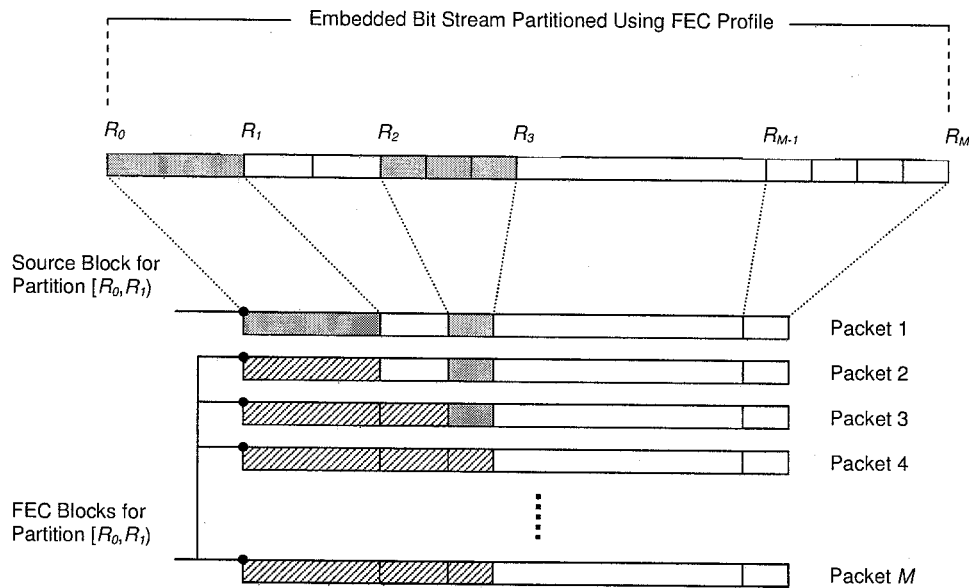 Embedded Bit Stream Partitioned Using FEC Profile
R0 R1 R2 R3 RM-1 RM
Source Block for
Partition [R0,R1)
Packet 1
Packet 2
Packet 3
Packet 4
FEC Blocks for
Partition [R0,R1)
Packet M